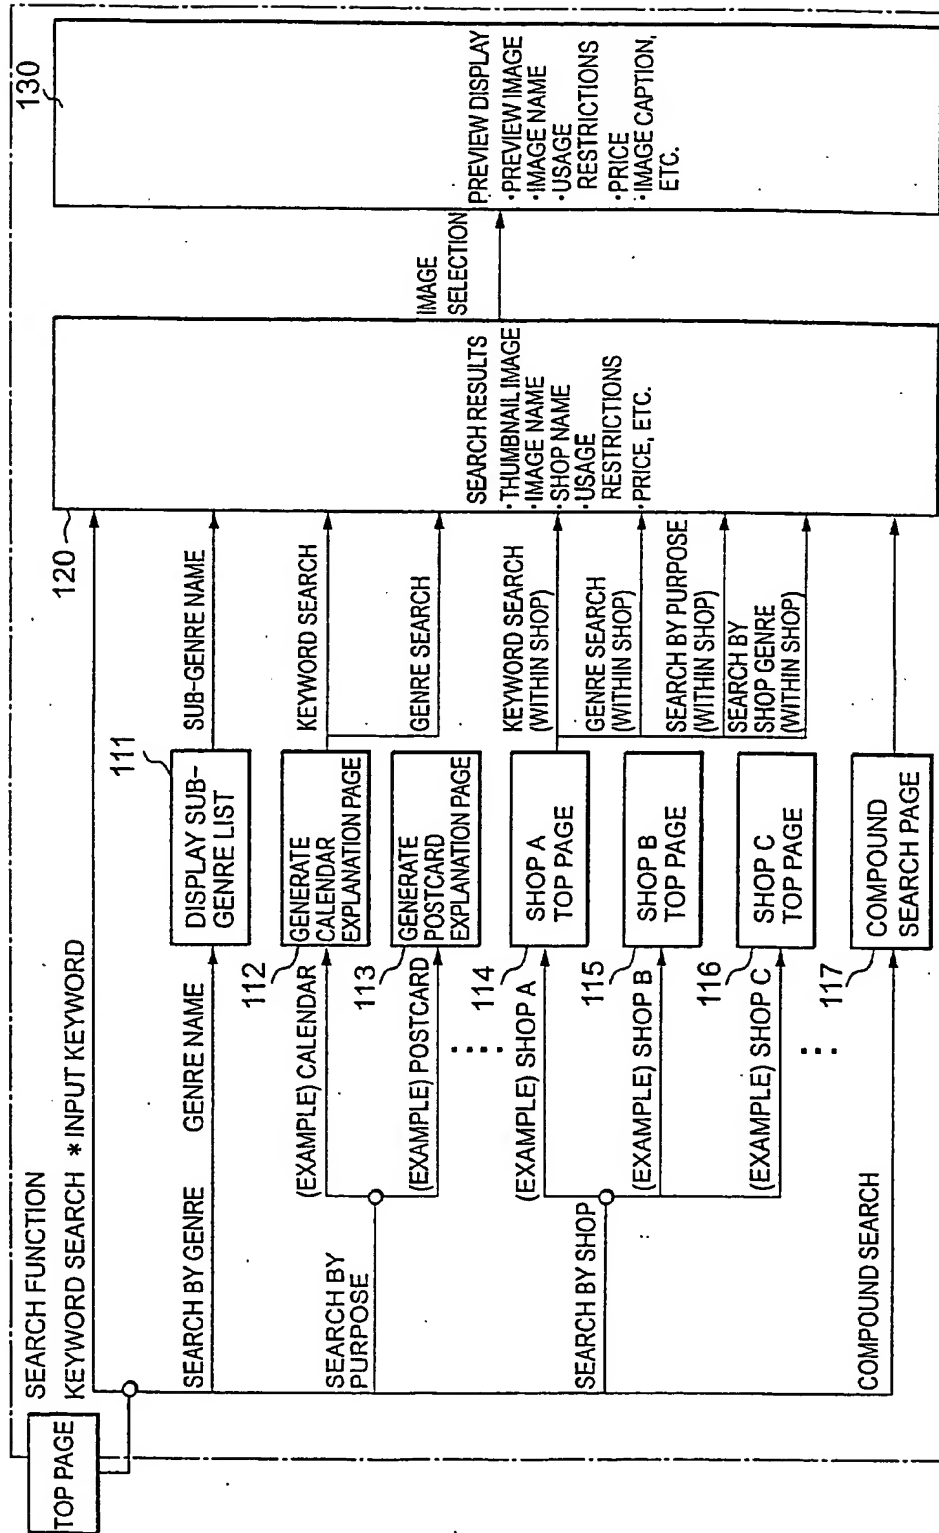 TOP PAGE
SEARCH FUNCTION
KEYWORD SEARCH * INPUT KEYWORD
SEARCH BY GENRE
GENRE NAME
111
DISPLAY SUB-
GENRE LIST
SUB-GENRE NAME
SEARCH BY
PURPOSE
(EXAMPLE) CALENDAR
112
GENERATE
CALENDAR
EXPLANATION PAGE
KEYWORD SEARCH
(EXAMPLE) POSTCARD
113
GENERATE
POSTCARD
EXPLANATION PAGE
GENRE SEARCH
SEARCH BY SHOP
(EXAMPLE) SHOP A
114
SHOP A
TOP PAGE
KEYWORD SEARCH
(WITHIN SHOP)
(EXAMPLE) SHOP B
115
SHOP B
TOP PAGE
GENRE SEARCH
(WITHIN SHOP)
SEARCH BY PURPOSE
(WITHIN SHOP)
(EXAMPLE) SHOP C
116
SHOP C
TOP PAGE
SEARCH BY
SHOP GENRE
(WITHIN SHOP)
COMPOUND SEARCH
117
COMPOUND
SEARCH PAGE
120
SEARCH RESULTS
・THUMBNAIL IMAGE
・IMAGE NAME
・SHOP NAME
・USAGE
RESTRICTIONS
・PRICE, ETC.
IMAGE
SELECTION
130
PREVIEW DISPLAY
・PREVIEW IMAGE
・IMAGE NAME
・USAGE
RESTRICTIONS
・PRICE
・IMAGE CAPTION,
ETC.